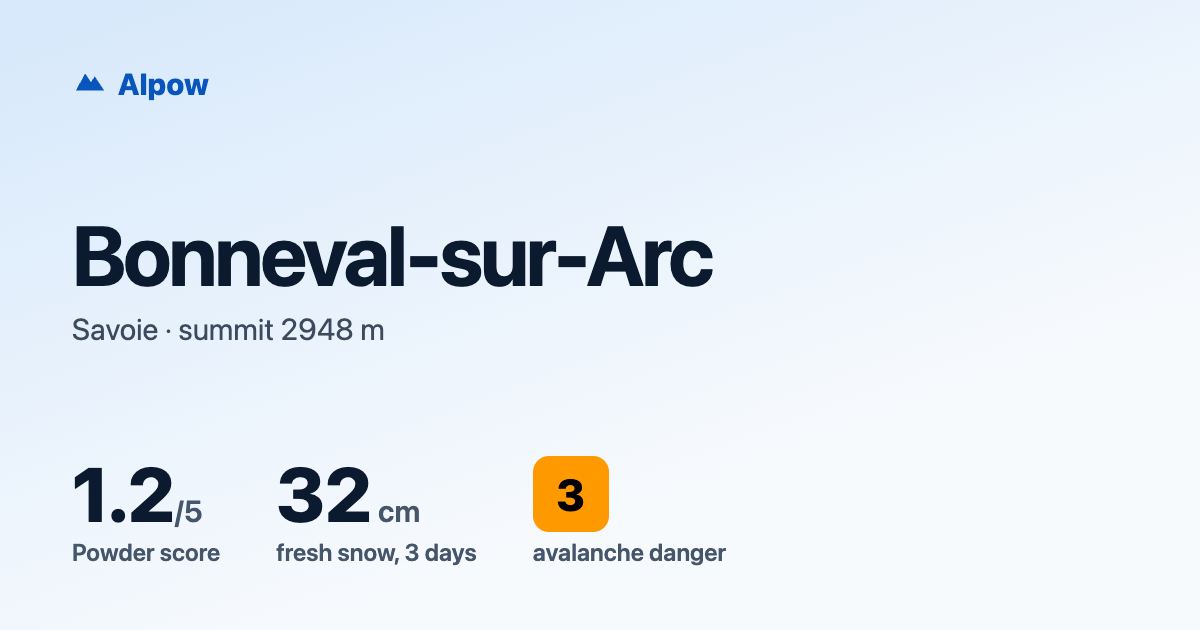 Alpow
Bonneval-sur-Arc
Savoie · summit 2948 m
1.2/5
Powder score
32 cm
fresh snow, 3 days
3
avalanche danger